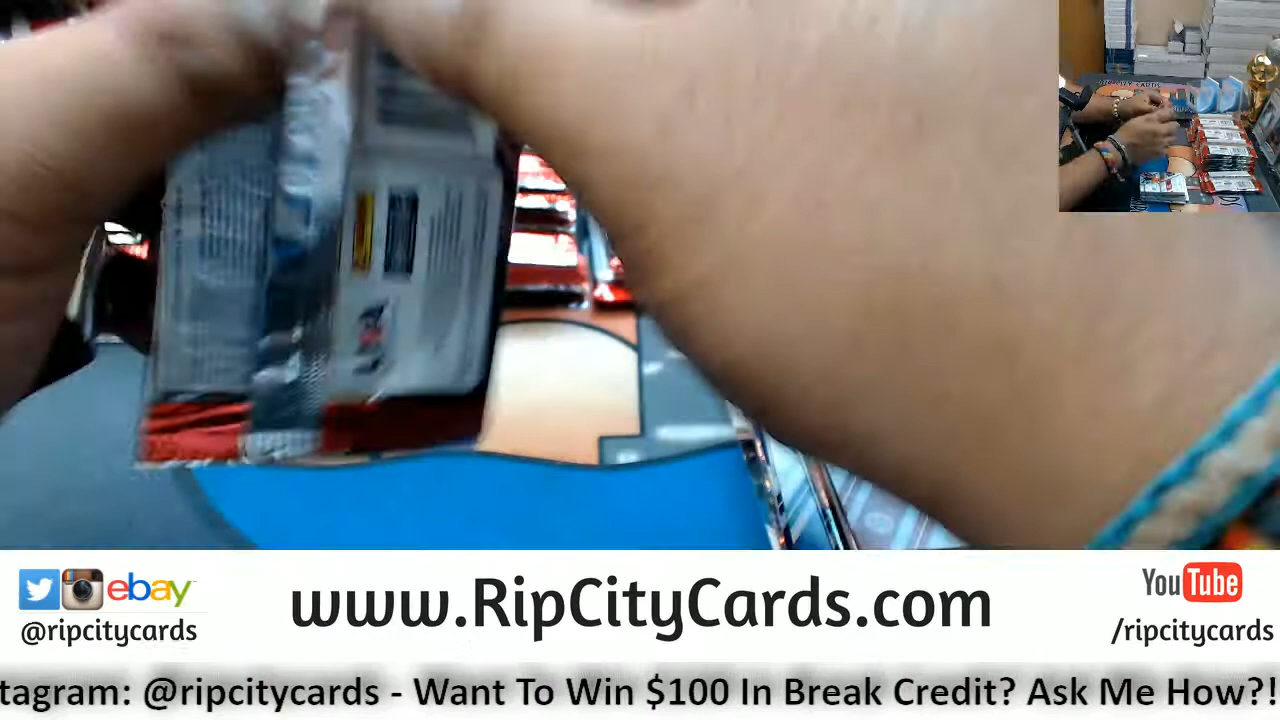 ebay
@ripcitycards
www.RipCityCards.com
YouTube
/ripcitycards
tagram: @ripcitycards - Want To Win $100 In Break Credit? Ask Me How?!